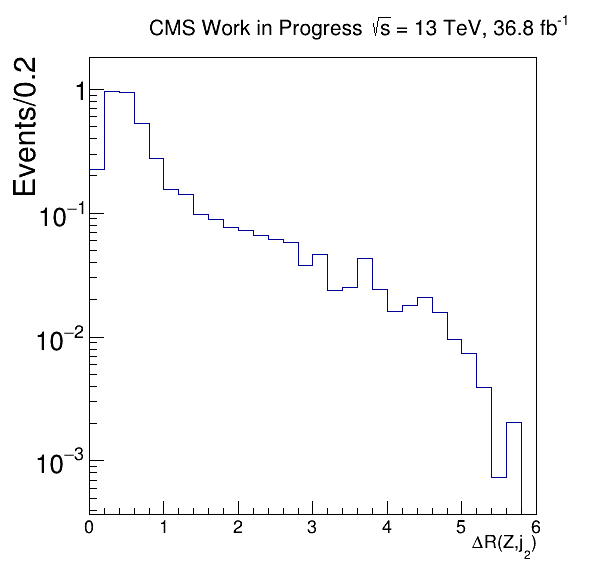 CMS Work in Progress √s = 13 TeV, 36.8 fb⁻¹
Events/0.2
1
10⁻¹
10⁻²
10⁻³
0 1 2 3 4 5 6
ΔR(Z,j₂)